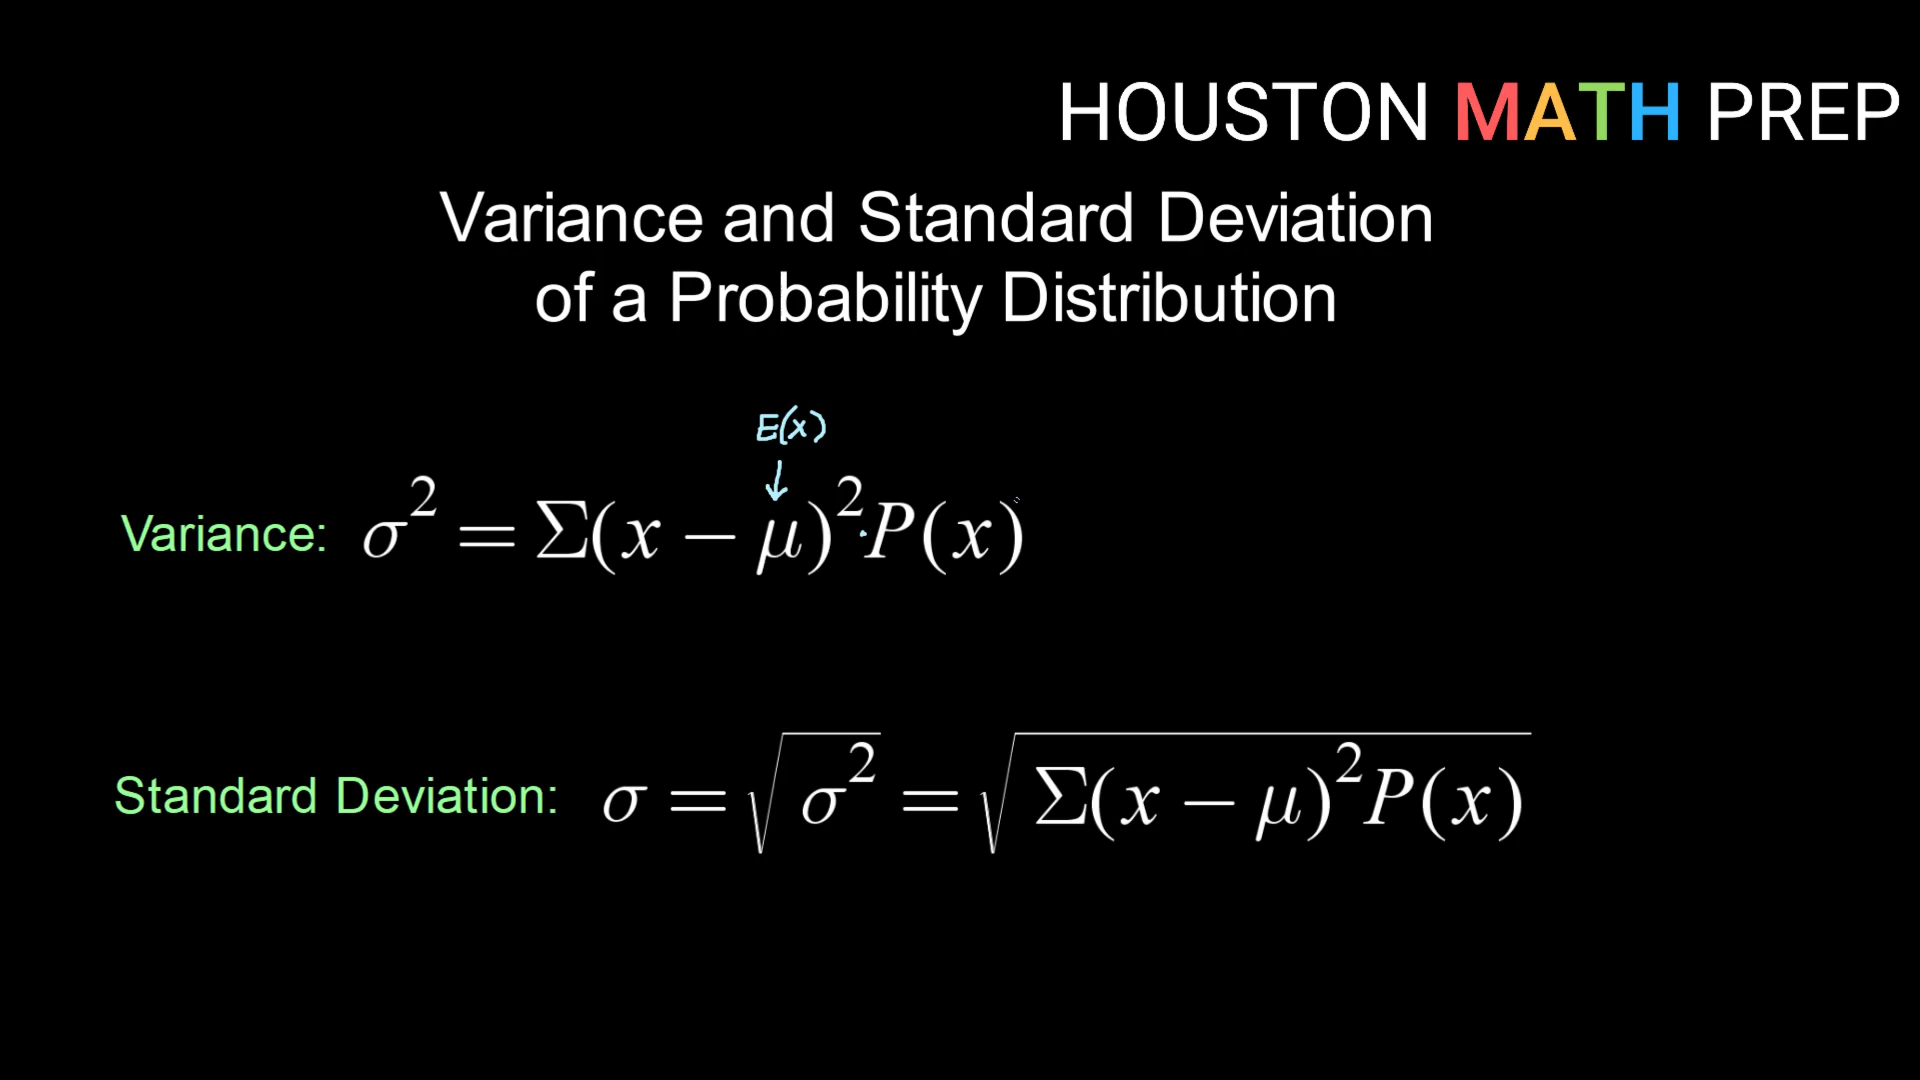 HOUSTON MATH PREP
Variance and Standard Deviation
of a Probability Distribution
E(x)
↓
Variance: σ² = Σ(x − μ)²·P(x)
Standard Deviation: σ = √σ² = √Σ(x − μ)²P(x)